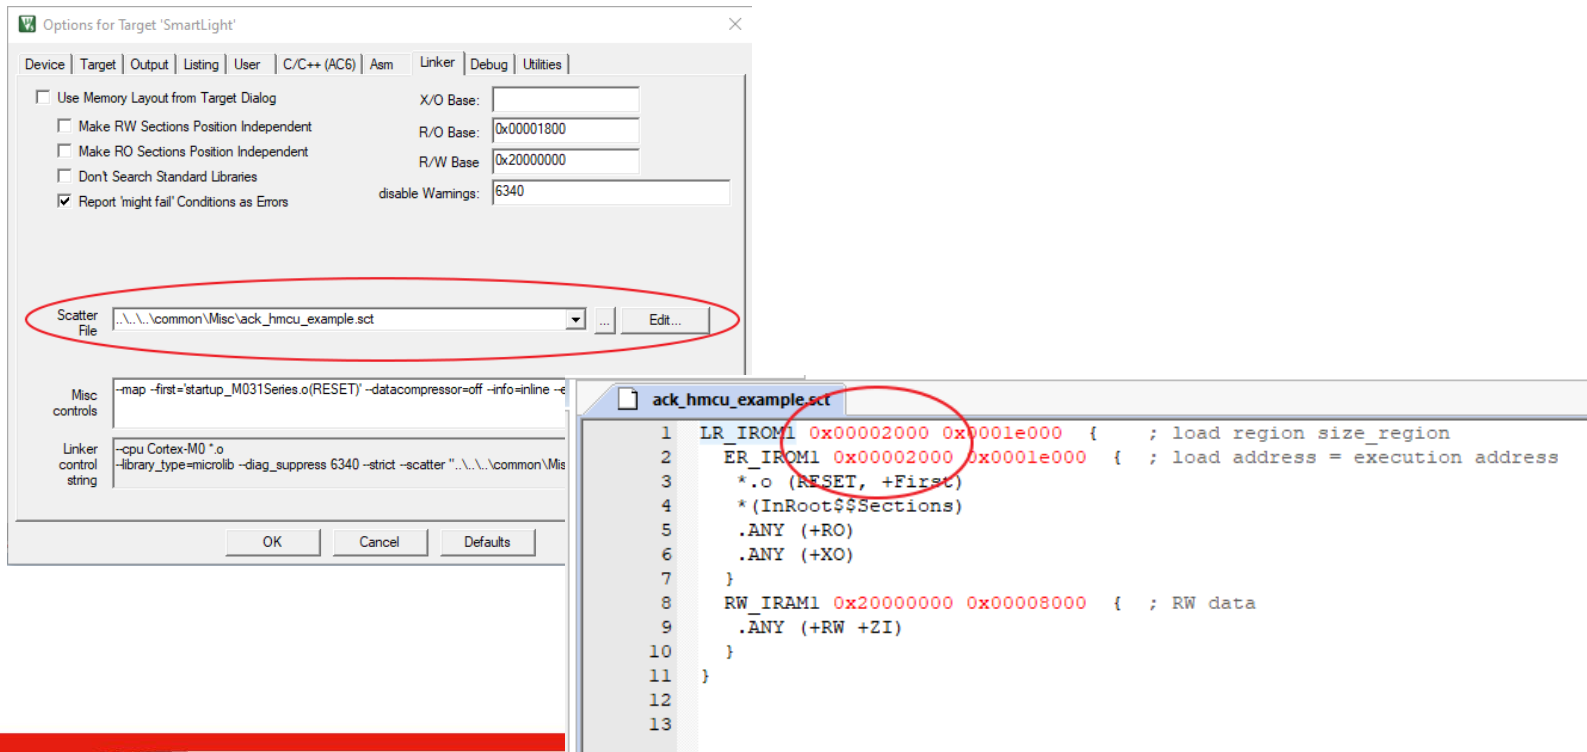 Options for Target 'SmartLight'
Device Target Output Listing User C/C++ (AC6) Asm Linker Debug Utilities
Use Memory Layout from Target Dialog
Make RW Sections Position Independent
Make RO Sections Position Independent
Don't Search Standard Libraries
Report 'might fail' Conditions as Errors
X/O Base:
R/O Base: 0x00001800
R/W Base 0x20000000
disable Warnings: 6340
Scatter
File
..\..\..\common\Misc\ack_hmcu_example.sct
... Edit...
Misc
controls
--map --first='startup_M031Series.o(RESET)' --datacompressor=off --info=inline --e
Linker
control
string
--cpu Cortex-M0 *.o
--library_type=microlib --diag_suppress 6340 --strict --scatter "..\..\..\common\Mis
OK Cancel Defaults
ack_hmcu_example.sct
1 LR_IROM1 0x00002000 0x0001e000 { ; load region size_region
2 ER_IROM1 0x00002000 0x0001e000 { ; load address = execution address
3 *.o (RESET, +First)
4 *(InRoot$$Sections)
5 .ANY (+RO)
6 .ANY (+XO)
7 }
8 RW_IRAM1 0x20000000 0x00008000 { ; RW data
9 .ANY (+RW +ZI)
10 }
11 }
12
13